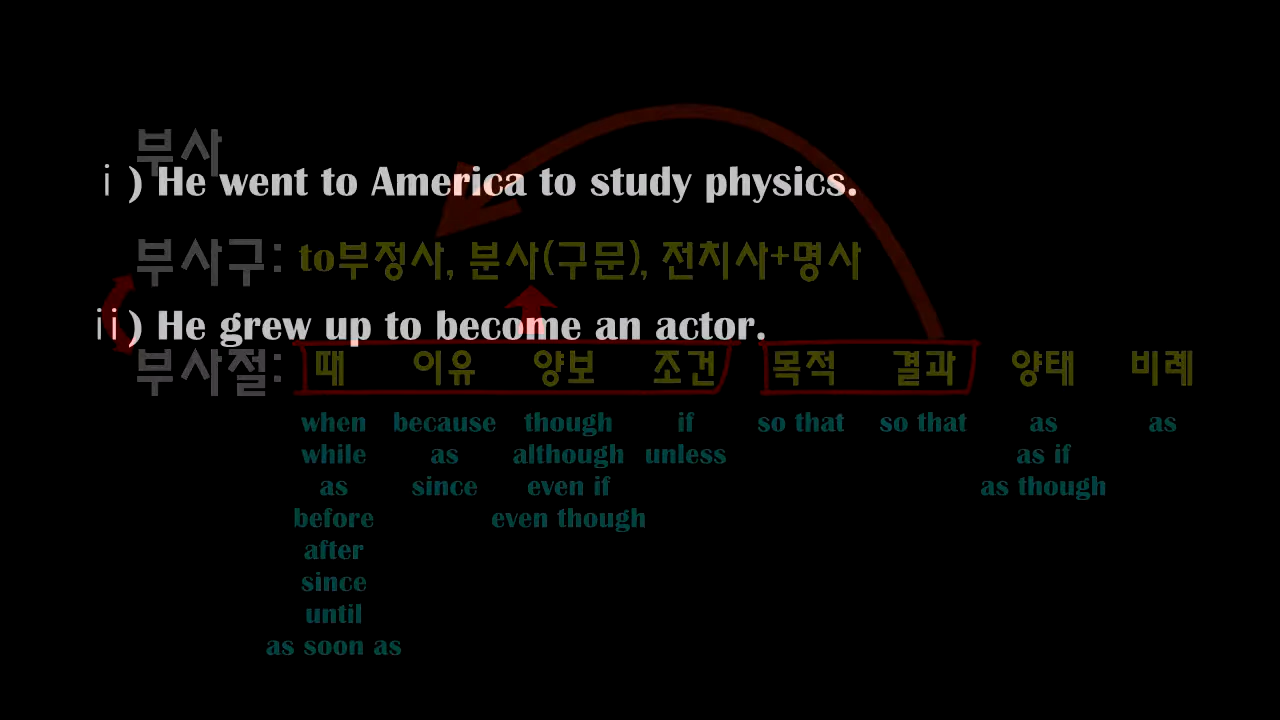 부사
ⅰ) He went to America to study physics.
부사구: to부정사, 분사(구문), 전치사+명사
ⅱ) He grew up to become an actor.
부사절: 때 이유 양보 조건 목적 결과 양태 비례
when because though if so that so that as as
while as although unless as if
as since even if as though
before even though
after
since
until
as soon as